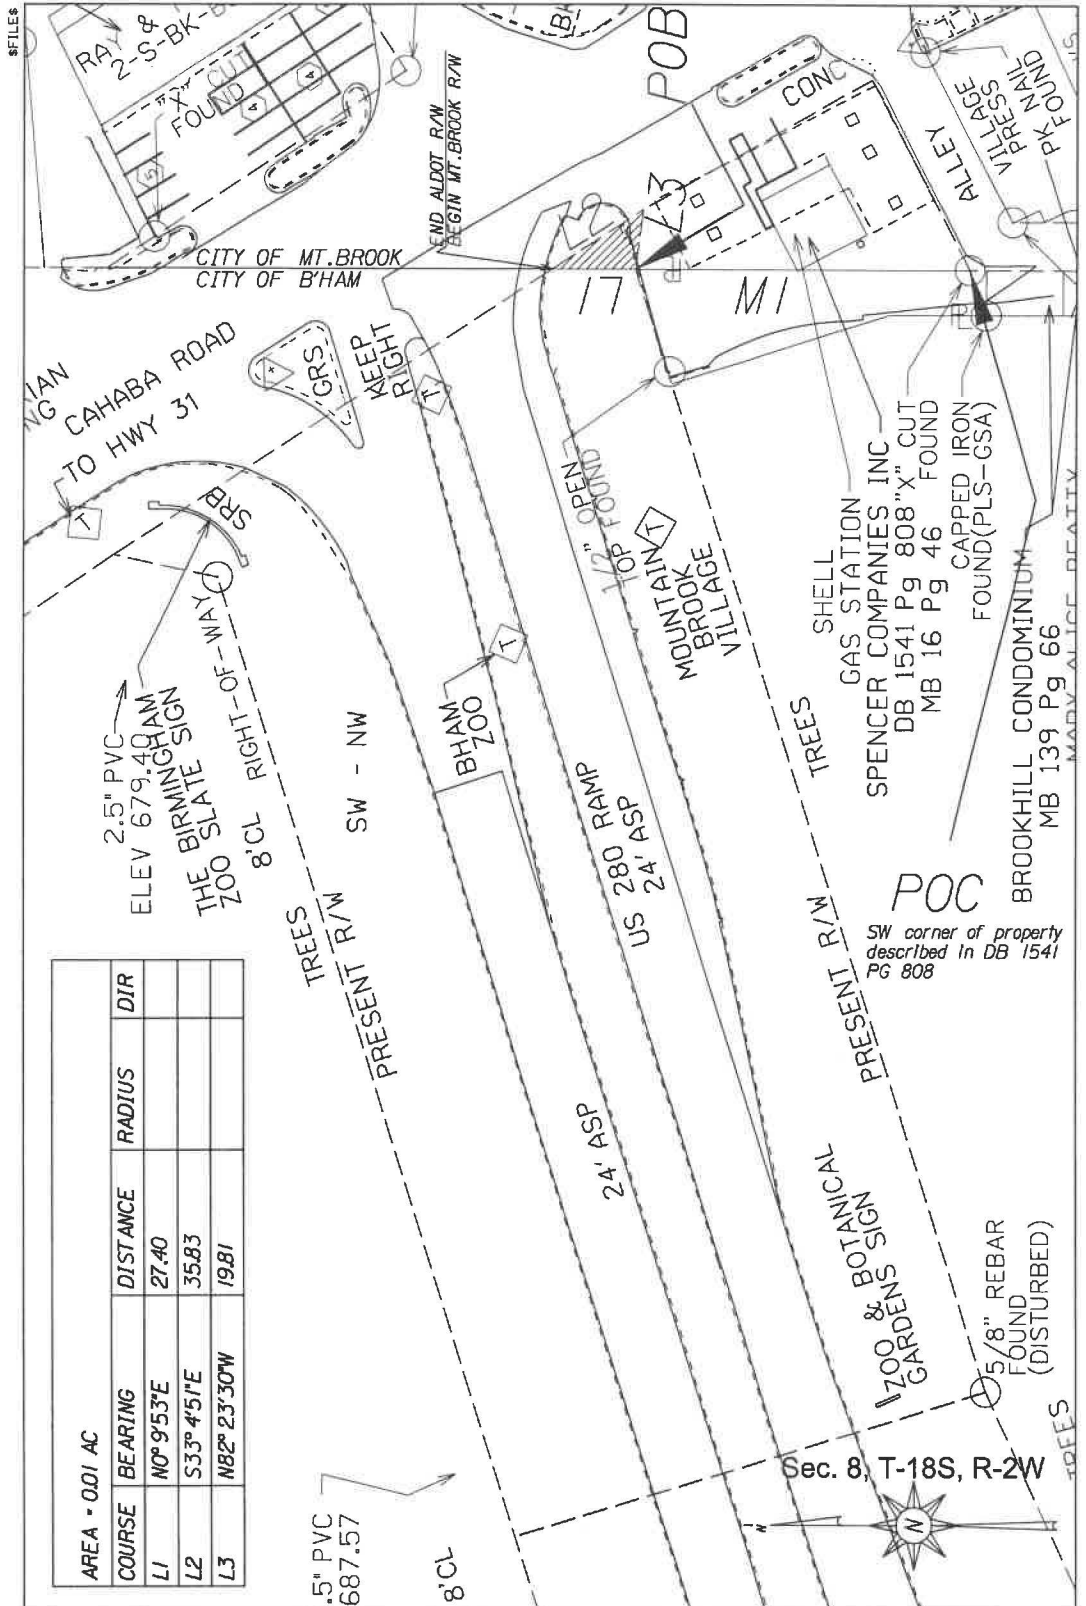 $FILE$
RAY &
2-S-BK-B
"X" CUT
FOUND
5
4
4
BK
POB
END ALDOT R/W
BEGIN MT.BROOK R/W
CONC
VILLAGE
PRESS
PK NAIL
FOUND
ALLEY
CITY OF MT.BROOK
CITY OF B'HAM
L2
L3
L1
M1
CAHABA ROAD
TO HWY 31
GRS
KEEP
RIGHT
T
T
SRB
1/2" OPEN
TOP FOUND
T
MOUNTAIN
BROOK
VILLAGE
SHELL
GAS STATION
SPENCER COMPANIES INC
DB 1541 Pg 808
MB 16 Pg 46
"X" CUT
FOUND
CAPPED IRON
FOUND(PLS-GSA)
BROOKHILL CONDOMINIUM
MB 139 Pg 66
MARY ALICE BEATTY
2.5" PVC
ELEV 679.40
THE BIRMINGHAM
ZOO SLATE SIGN
8'CL
RIGHT-OF-WAY
SW - NW
BHAM
ZOO
T
TREES
PRESENT R/W
US 280 RAMP
24' ASP
TREES
PRESENT R/W
POC
SW corner of property
described in DB 1541
PG 808
24' ASP
ZOO & BOTANICAL
GARDENS SIGN
5/8" REBAR
FOUND
(DISTURBED)
TREES
Sec. 8, T-18S, R-2W
N
N
.5" PVC
687.57
8'CL
AREA = 0.01 AC
COURSE BEARING DISTANCE RADIUS DIR
L1 N0° 9'53"E 27.40
L2 S33° 4'51"E 35.83
L3 N82° 23'30"W 19.81